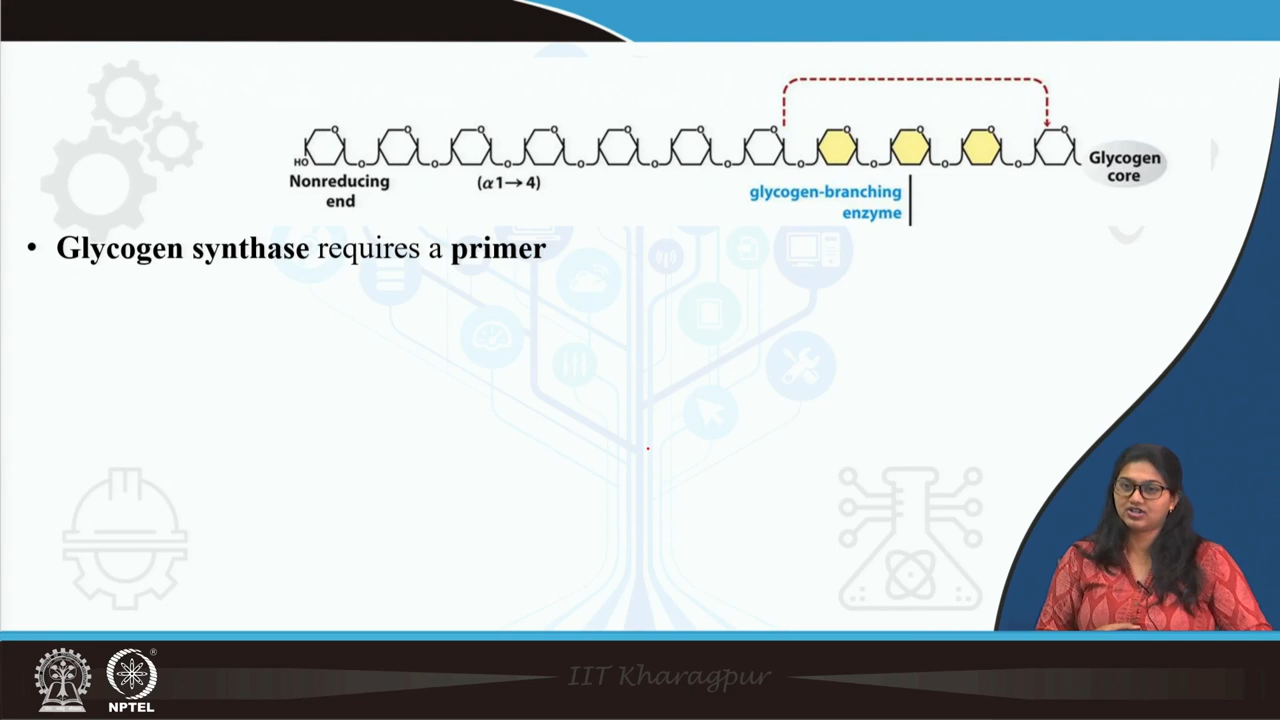 HO
Nonreducing
end
(α1→4)
glycogen-branching
enzyme
Glycogen
core
• Glycogen synthase requires a primer
IIT Kharagpur
NPTEL
®